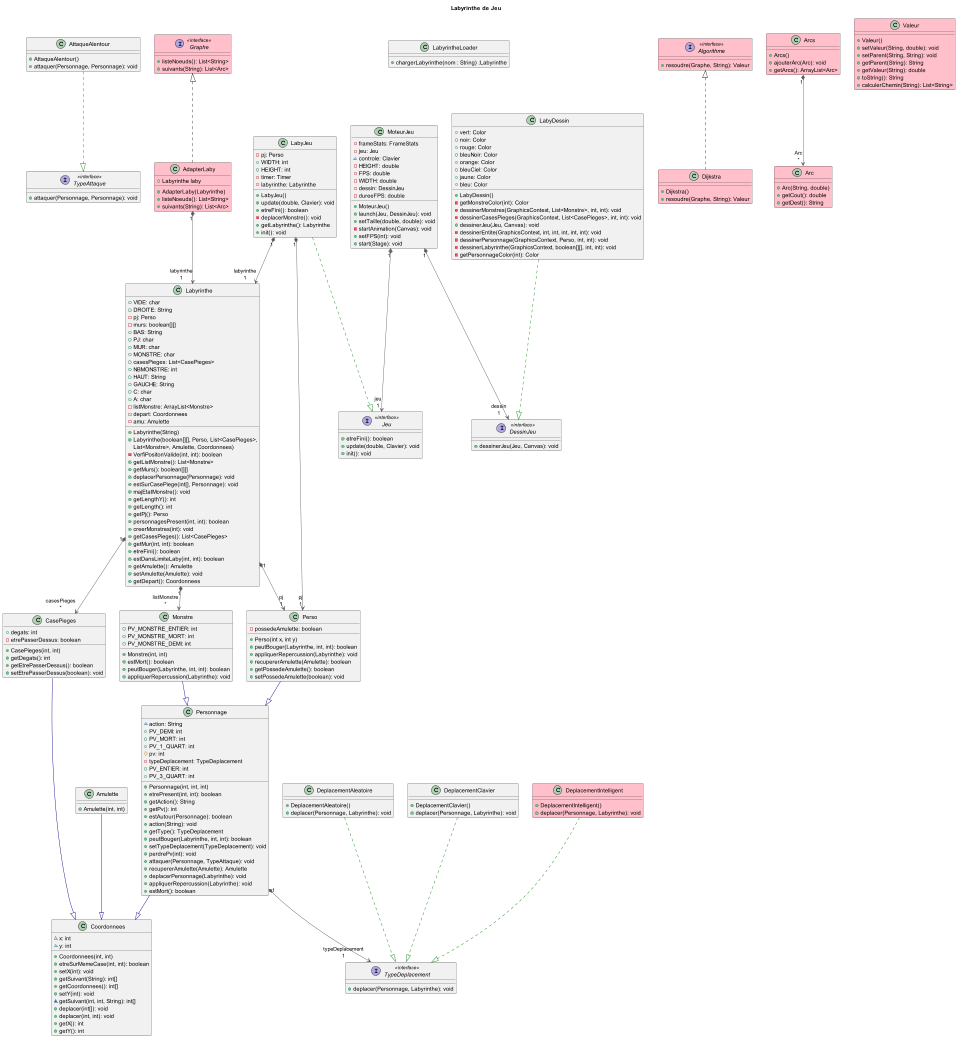 Labyrinthe de Jeu
AttaqueAlentour
AttaqueAlentour()
attaquer(Personnage, Personnage): void
«interface»
Graphe
listeNoeuds(): List<String>
suivants(String): List<Arc>
LabyrintheLoader
chargerLabyrinthe(nom : String) :Labyrinthe
«interface»
Algorithme
resoudre(Graphe, String): Valeur
Arcs
Arcs()
ajouterArc(Arc): void
getArcs(): ArrayList<Arc>
Valeur
Valeur()
setValeur(String, double): void
setParent(String, String): void
getParent(String): String
getValeur(String): double
toString(): String
calculerChemin(String): List<String>
«interface»
TypeAttaque
attaquer(Personnage, Personnage): void
AdapterLaby
Labyrinthe laby
AdapterLaby(Labyrinthe)
listeNoeuds(): List<String>
suivants(String): List<Arc>
LabyJeu
pj: Perso
WIDTH: int
HEIGHT: int
timer: Timer
labyrinthe: Labyrinthe
LabyJeu()
update(double, Clavier): void
etreFini(): boolean
deplacerMonstre(): void
getLabyrinthe(): Labyrinthe
init(): void
MoteurJeu
frameStats: FrameStats
jeu: Jeu
controle: Clavier
HEIGHT: double
FPS: double
WIDTH: double
dessin: DessinJeu
dureeFPS: double
MoteurJeu()
launch(Jeu, DessinJeu): void
setTaille(double, double): void
startAnimation(Canvas): void
setFPS(int): void
start(Stage): void
LabyDessin
vert: Color
noir: Color
rouge: Color
bleuNoir: Color
orange: Color
bleuCiel: Color
jaune: Color
bleu: Color
LabyDessin()
getMonstreColor(int): Color
dessinerMonstres(GraphicsContext, List<Monstre>, int, int): void
dessinerCasesPieges(GraphicsContext, List<CasePieges>, int, int): void
dessinerJeu(Jeu, Canvas): void
dessinerEntite(GraphicsContext, int, int, int, int, int): void
dessinerPersonnage(GraphicsContext, Perso, int, int): void
dessinerLabyrinthe(GraphicsContext, boolean[][], int, int): void
getPersonnageColor(int): Color
Dijkstra
Dijkstra()
resoudre(Graphe, String): Valeur
1
Arc
*
Arc
Arc(String, double)
getCout(): double
getDest(): String
1
labyrinthe
1
1
labyrinthe
1
1
1
1
Labyrinthe
VIDE: char
DROITE: String
pj: Perso
murs: boolean[][]
BAS: String
PJ: char
MUR: char
MONSTRE: char
casesPieges: List<CasePieges>
NBMONSTRE: int
HAUT: String
GAUCHE: String
C: char
A: char
listMonstre: ArrayList<Monstre>
depart: Coordonnees
amu: Amulette
Labyrinthe(String)
Labyrinthe(boolean[][], Perso, List<CasePieges>,
List<Monstre>, Amulette, Coordonnees)
VerfiPositonValide(int, int): boolean
getListMonstre(): List<Monstre>
getMurs(): boolean[][]
deplacerPersonnage(Personnage): void
estSurCasePiege(int[], Personnage): void
majEtatMonstre(): void
getLengthY(): int
getLength(): int
getPj(): Perso
personnagesPresent(int, int): boolean
creerMonstres(int): void
getCasesPieges(): List<CasePieges>
getMur(int, int): boolean
etreFini(): boolean
estDansLimiteLaby(int, int): boolean
getAmulette(): Amulette
setAmulette(Amulette): void
getDepart(): Coordonnees
jeu
1
dessin
1
«interface»
Jeu
etreFini(): boolean
update(double, Clavier): void
init(): void
«interface»
DessinJeu
dessinerJeu(Jeu, Canvas): void
1
casesPieges
*
1
listMonstre
*
1
pj
1
pj
1
CasePieges
degats: int
etrePasserDessus: boolean
CasePieges(int, int)
getDegats(): int
getEtrePasserDessus(): boolean
setEtrePasserDessus(boolean): void
Monstre
PV_MONSTRE_ENTIER: int
PV_MONSTRE_MORT: int
PV_MONSTRE_DEMI: int
Monstre(int, int)
estMort(): boolean
peutBouger(Labyrinthe, int, int): boolean
appliquerRepercussion(Labyrinthe): void
Perso
possedeAmulette: boolean
Perso(int x, int y)
peutBouger(Labyrinthe, int, int): boolean
appliquerRepercussion(Labyrinthe): void
recupererAmulette(Amulette): boolean
getPossedeAmulette(): boolean
setPossedeAmulette(boolean): void
Personnage
action: String
PV_DEMI: int
PV_MORT: int
PV_1_QUART: int
pv: int
typeDeplacement: TypeDeplacement
PV_ENTIER: int
PV_3_QUART: int
Personnage(int, int, int)
etrePresent(int, int): boolean
getAction(): String
getPv(): int
estAutour(Personnage): boolean
action(String): void
getType(): TypeDeplacement
peutBouger(Labyrinthe, int, int): boolean
setTypeDeplacement(TypeDeplacement): void
perdrePv(int): void
attaquer(Personnage, TypeAttaque): void
recupererAmulette(Amulette): Amulette
deplacerPersonnage(Labyrinthe): void
appliquerRepercussion(Labyrinthe): void
estMort(): boolean
Amulette
Amulette(int, int)
DeplacementAleatoire
DeplacementAleatoire()
deplacer(Personnage, Labyrinthe): void
DeplacementClavier
DeplacementClavier()
deplacer(Personnage, Labyrinthe): void
DeplacementIntelligent
DeplacementIntelligent()
deplacer(Personnage, Labyrinthe): void
1
typeDeplacement
1
Coordonnees
x: int
y: int
Coordonnees(int, int)
etreSurMemeCase(int, int): boolean
setX(int): void
getSuivant(String): int[]
getCoordonnees(): int[]
setY(int): void
getSuivant(int, int, String): int[]
deplacer(int[]): void
deplacer(int, int): void
getX(): int
getY(): int
«interface»
TypeDeplacement
deplacer(Personnage, Labyrinthe): void